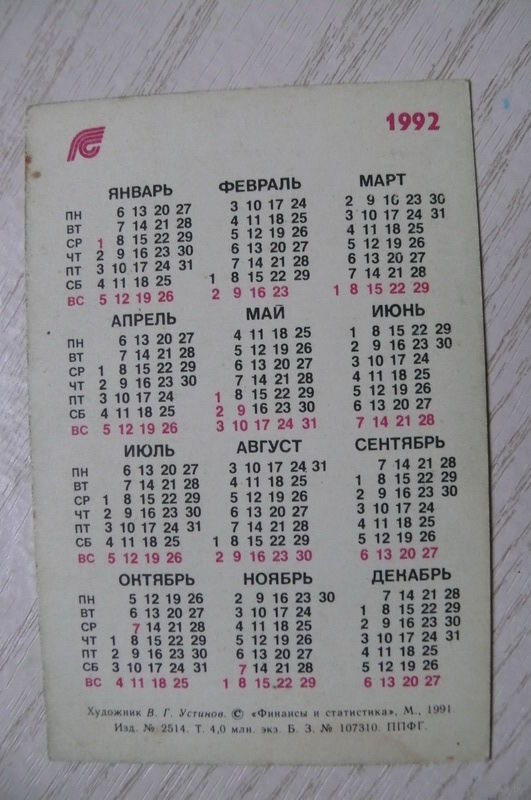 1992
ЯНВАРЬ ФЕВРАЛЬ МАРТ
ПН 6 13 20 27 3 10 17 24 2 9 16 23 30
ВТ 7 14 21 28 4 11 18 25 3 10 17 24 31
СР 1 8 15 22 29 5 12 19 26 4 11 18 25
ЧТ 2 9 16 23 30 6 13 20 27 5 12 19 26
ПТ 3 10 17 24 31 7 14 21 28 6 13 20 27
СБ 4 11 18 25 1 8 15 22 29 7 14 21 28
ВС 5 12 19 26 2 9 16 23 1 8 15 22 29
АПРЕЛЬ МАЙ ИЮНЬ
ПН 6 13 20 27 4 11 18 25 1 8 15 22 29
ВТ 7 14 21 28 5 12 19 26 2 9 16 23 30
СР 1 8 15 22 29 6 13 20 27 3 10 17 24
ЧТ 2 9 16 23 30 7 14 21 28 4 11 18 25
ПТ 3 10 17 24 1 8 15 22 29 5 12 19 26
СБ 4 11 18 25 2 9 16 23 30 6 13 20 27
ВС 5 12 19 26 3 10 17 24 31 7 14 21 28
ИЮЛЬ АВГУСТ СЕНТЯБРЬ
ПН 6 13 20 27 3 10 17 24 31 7 14 21 28
ВТ 7 14 21 28 4 11 18 25 1 8 15 22 29
СР 1 8 15 22 29 5 12 19 26 2 9 16 23 30
ЧТ 2 9 16 23 30 6 13 20 27 3 10 17 24
ПТ 3 10 17 24 31 7 14 21 28 4 11 18 25
СБ 4 11 18 25 1 8 15 22 29 5 12 19 26
ВС 5 12 19 26 2 9 16 23 30 6 13 20 27
ОКТЯБРЬ НОЯБРЬ ДЕКАБРЬ
ПН 5 12 19 26 2 9 16 23 30 7 14 21 28
ВТ 6 13 20 27 3 10 17 24 1 8 15 22 29
СР 7 14 21 28 4 11 18 25 2 9 16 23 30
ЧТ 1 8 15 22 29 5 12 19 26 3 10 17 24 31
ПТ 2 9 16 23 30 6 13 20 27 4 11 18 25
СБ 3 10 17 24 31 7 14 21 28 5 12 19 26
ВС 4 11 18 25 1 8 15 22 29 6 13 20 27
Художник В. Г. Устинов. © «Финансы и статистика», М., 1991.
Изд. № 2514. Т. 4,0 млн. экз. Б. З. № 107310. ППФГ.